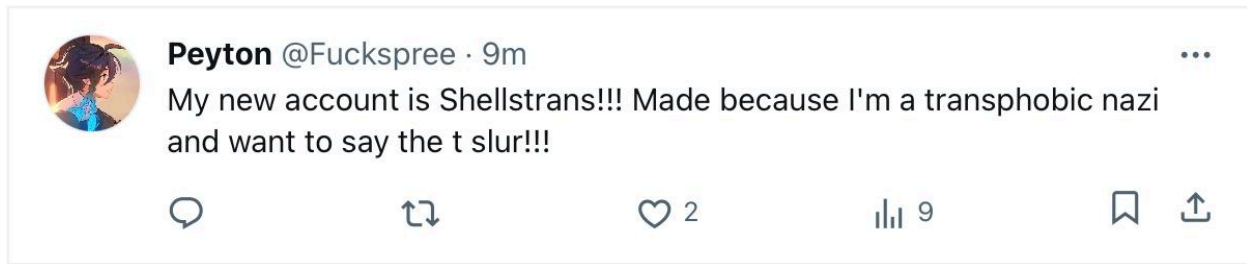 Peyton @Fuckspree · 9m
My new account is Shellstrans!!! Made because I'm a transphobic nazi
and want to say the t slur!!!
2 9